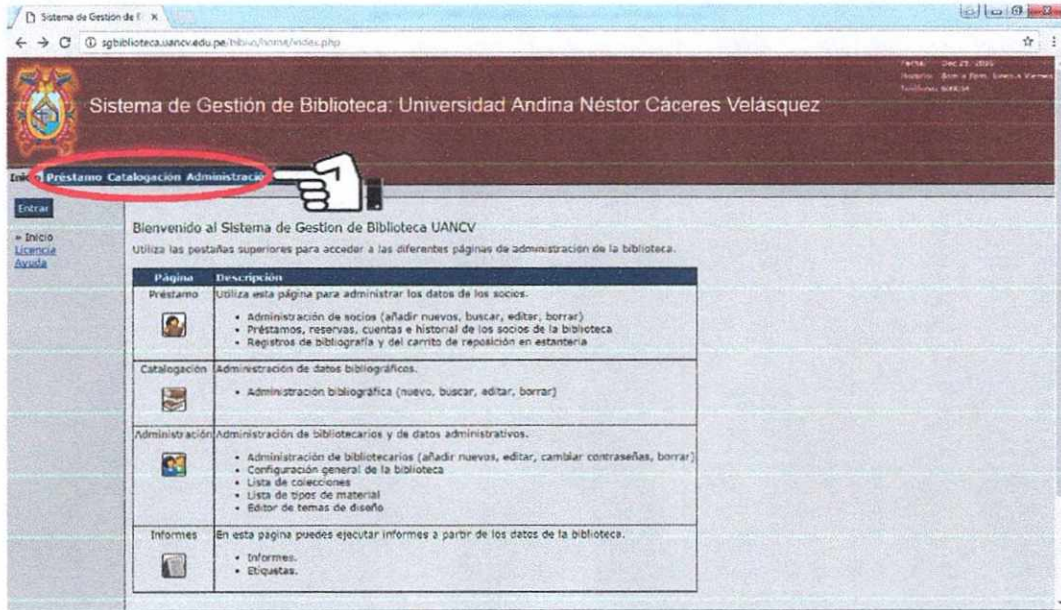 Sistema de Gestión de B
sgbiblioteca.uancv.edu.pe/biblio/home/index.php
Sistema de Gestión de Biblioteca: Universidad Andina Néstor Cáceres Velásquez
Inicio Préstamo Catalogación Administració
Entrar
» Inicio
Licencia
Ayuda
Bienvenido al Sistema de Gestion de Biblioteca UANCV
Utiliza las pestañas superiores para acceder a las diferentes páginas de administración de la biblioteca.
Página Descripción
Préstamo Utiliza esta página para administrar los datos de los socios.
• Administración de socios (añadir nuevos, buscar, editar, borrar)
• Préstamos, reservas, cuentas e historial de los socios de la biblioteca
• Registros de bibliografía y del carrito de reposición en estantería
Catalogación Administración de datos bibliográficos.
• Administración bibliográfica (nuevo, buscar, editar, borrar)
Administración Administración de bibliotecarios y de datos administrativos.
• Administración de bibliotecarios (añadir nuevos, editar, cambiar contraseñas, borrar)
• Configuración general de la biblioteca
• Lista de colecciones
• Lista de tipos de material
• Editor de temas de diseño
Informes En esta pagina puedes ejecutar informes a partir de los datos de la biblioteca.
• Informes.
• Etiquetas.